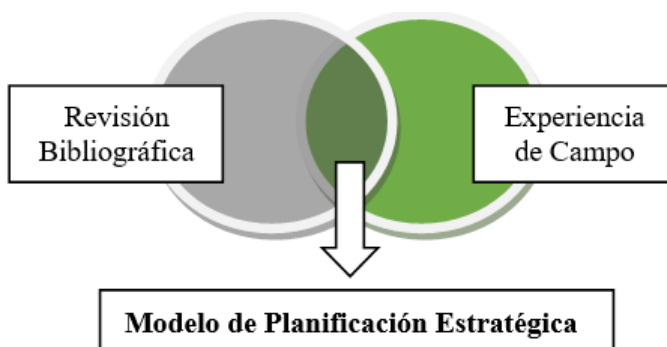 Revisión
Bibliográfica
Experiencia
de Campo
Modelo de Planificación Estratégica